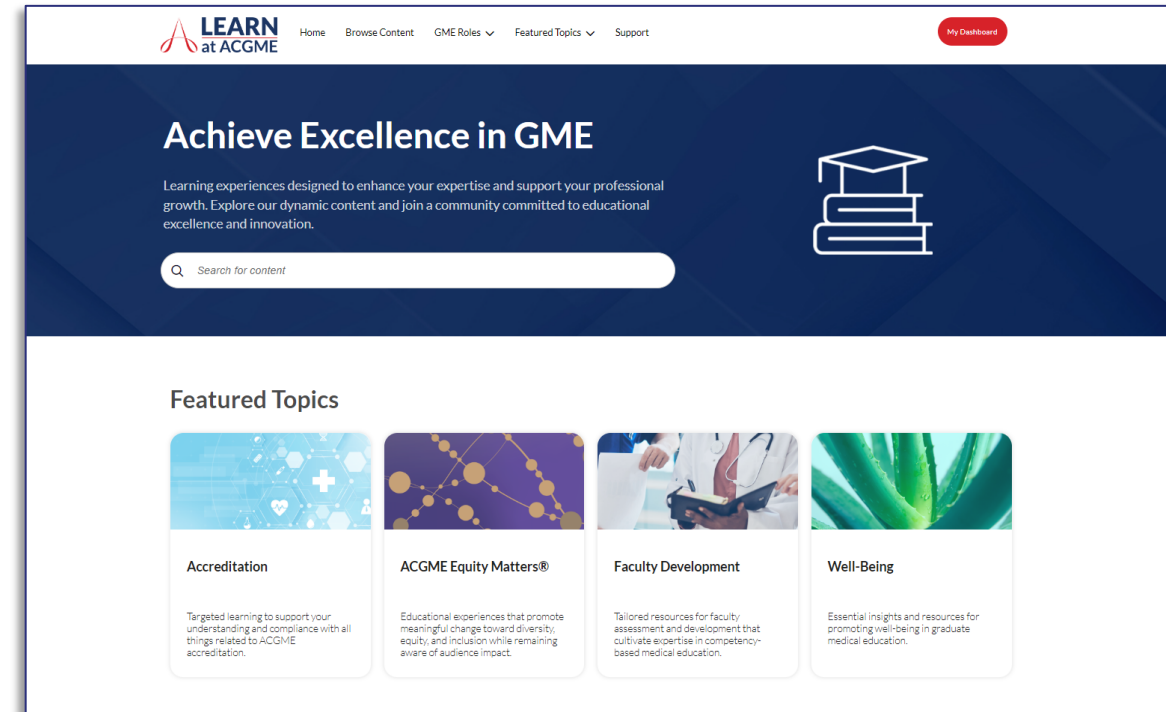 LEARN
at ACGME
Home Browse Content GME Roles Featured Topics Support
My Dashboard
Achieve Excellence in GME
Learning experiences designed to enhance your expertise and support your professional
growth. Explore our dynamic content and join a community committed to educational
excellence and innovation.
Search for content
Featured Topics
Accreditation
Targeted learning to support your
understanding and compliance with all
things related to ACGME
accreditation.
ACGME Equity Matters®
Educational experiences that promote
meaningful change toward diversity,
equity, and inclusion while remaining
aware of audience impact.
Faculty Development
Tailored resources for faculty
assessment and development that
cultivate expertise in competency-
based medical education.
Well-Being
Essential insights and resources for
promoting well-being in graduate
medical education.